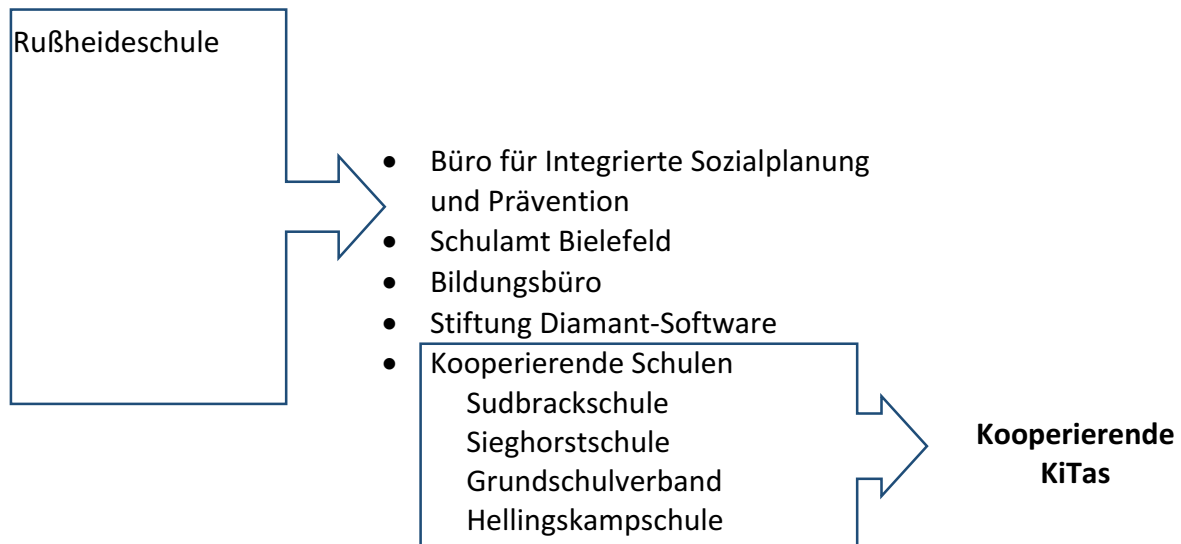 Rußheideschule
• Büro für Integrierte Sozialplanung
und Prävention
• Schulamt Bielefeld
• Bildungsbüro
• Stiftung Diamant-Software
• Kooperierende Schulen
Sudbrackschule
Sieghorstschule
Grundschulverband
Hellingskampschule
Kooperierende
KiTas